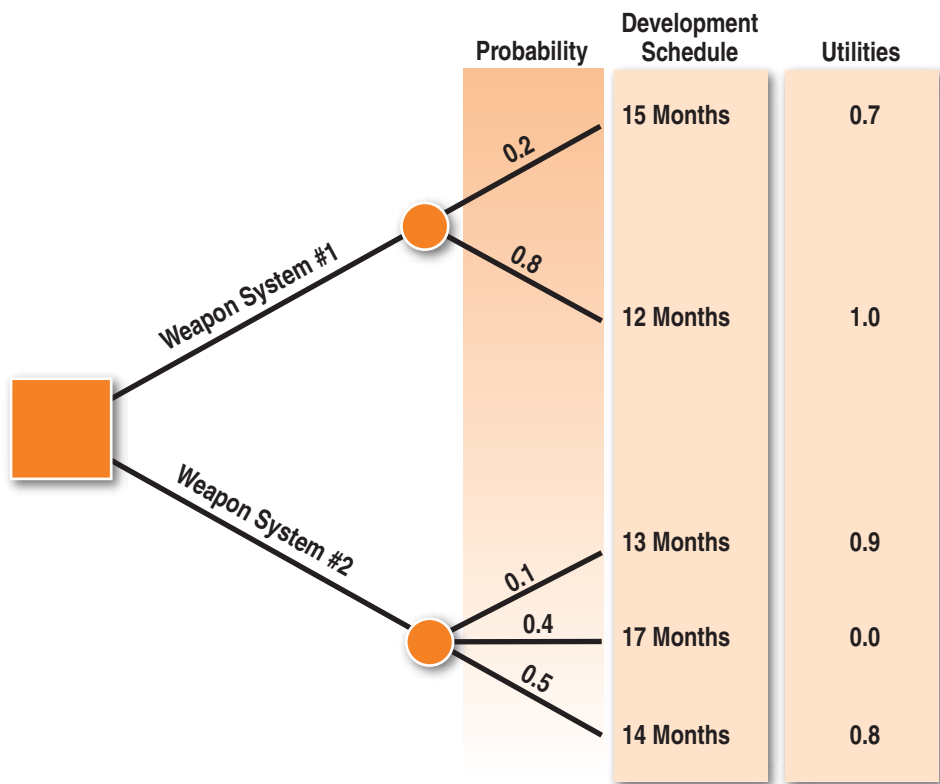 Probability
Development
Schedule
Utilities
Weapon System #1
0.2
15 Months
0.7
0.8
12 Months
1.0
Weapon System #2
0.1
13 Months
0.9
0.4
17 Months
0.0
0.5
14 Months
0.8